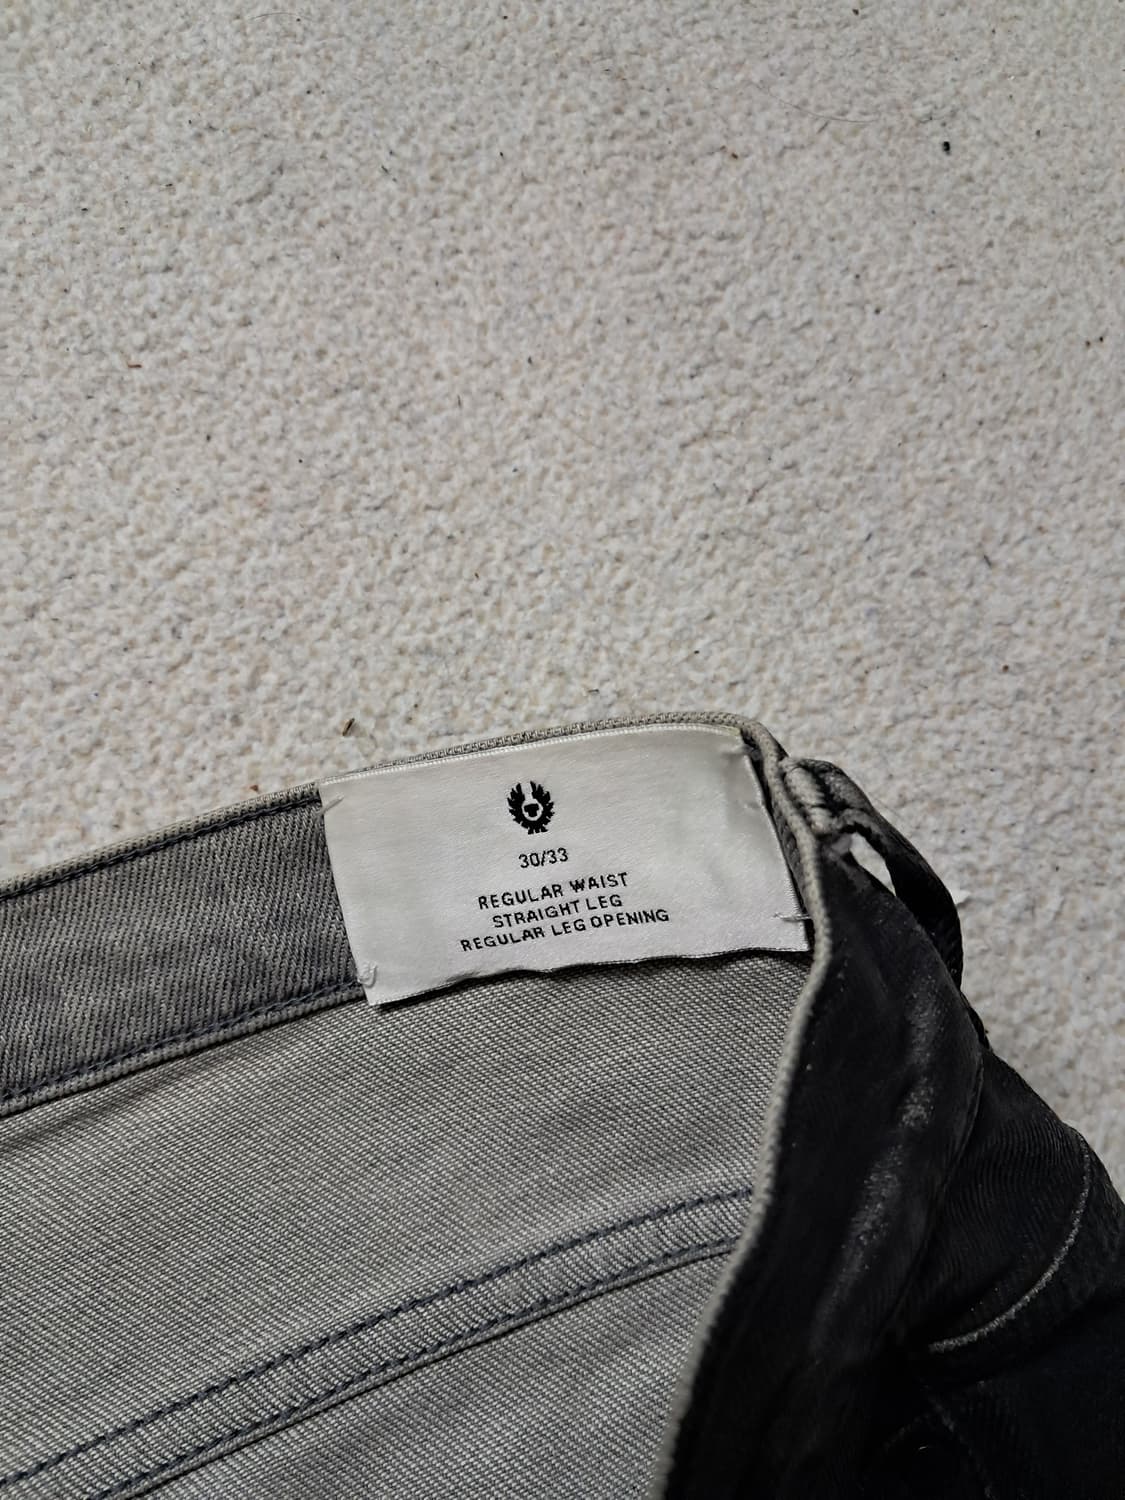 30/33
REGULAR WAIST
STRAIGHT LEG
REGULAR LEG OPENING